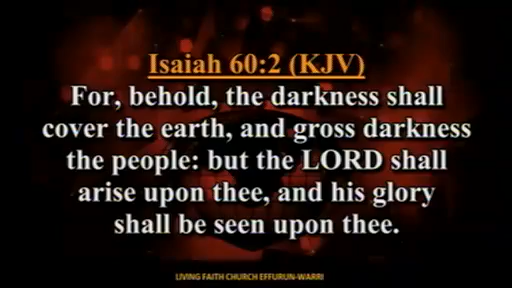 Isaiah 60:2 (KJV)
For, behold, the darkness shall
cover the earth, and gross darkness
the people: but the LORD shall
arise upon thee, and his glory
shall be seen upon thee.
LIVING FAITH CHURCH EFFURUN-WARRI